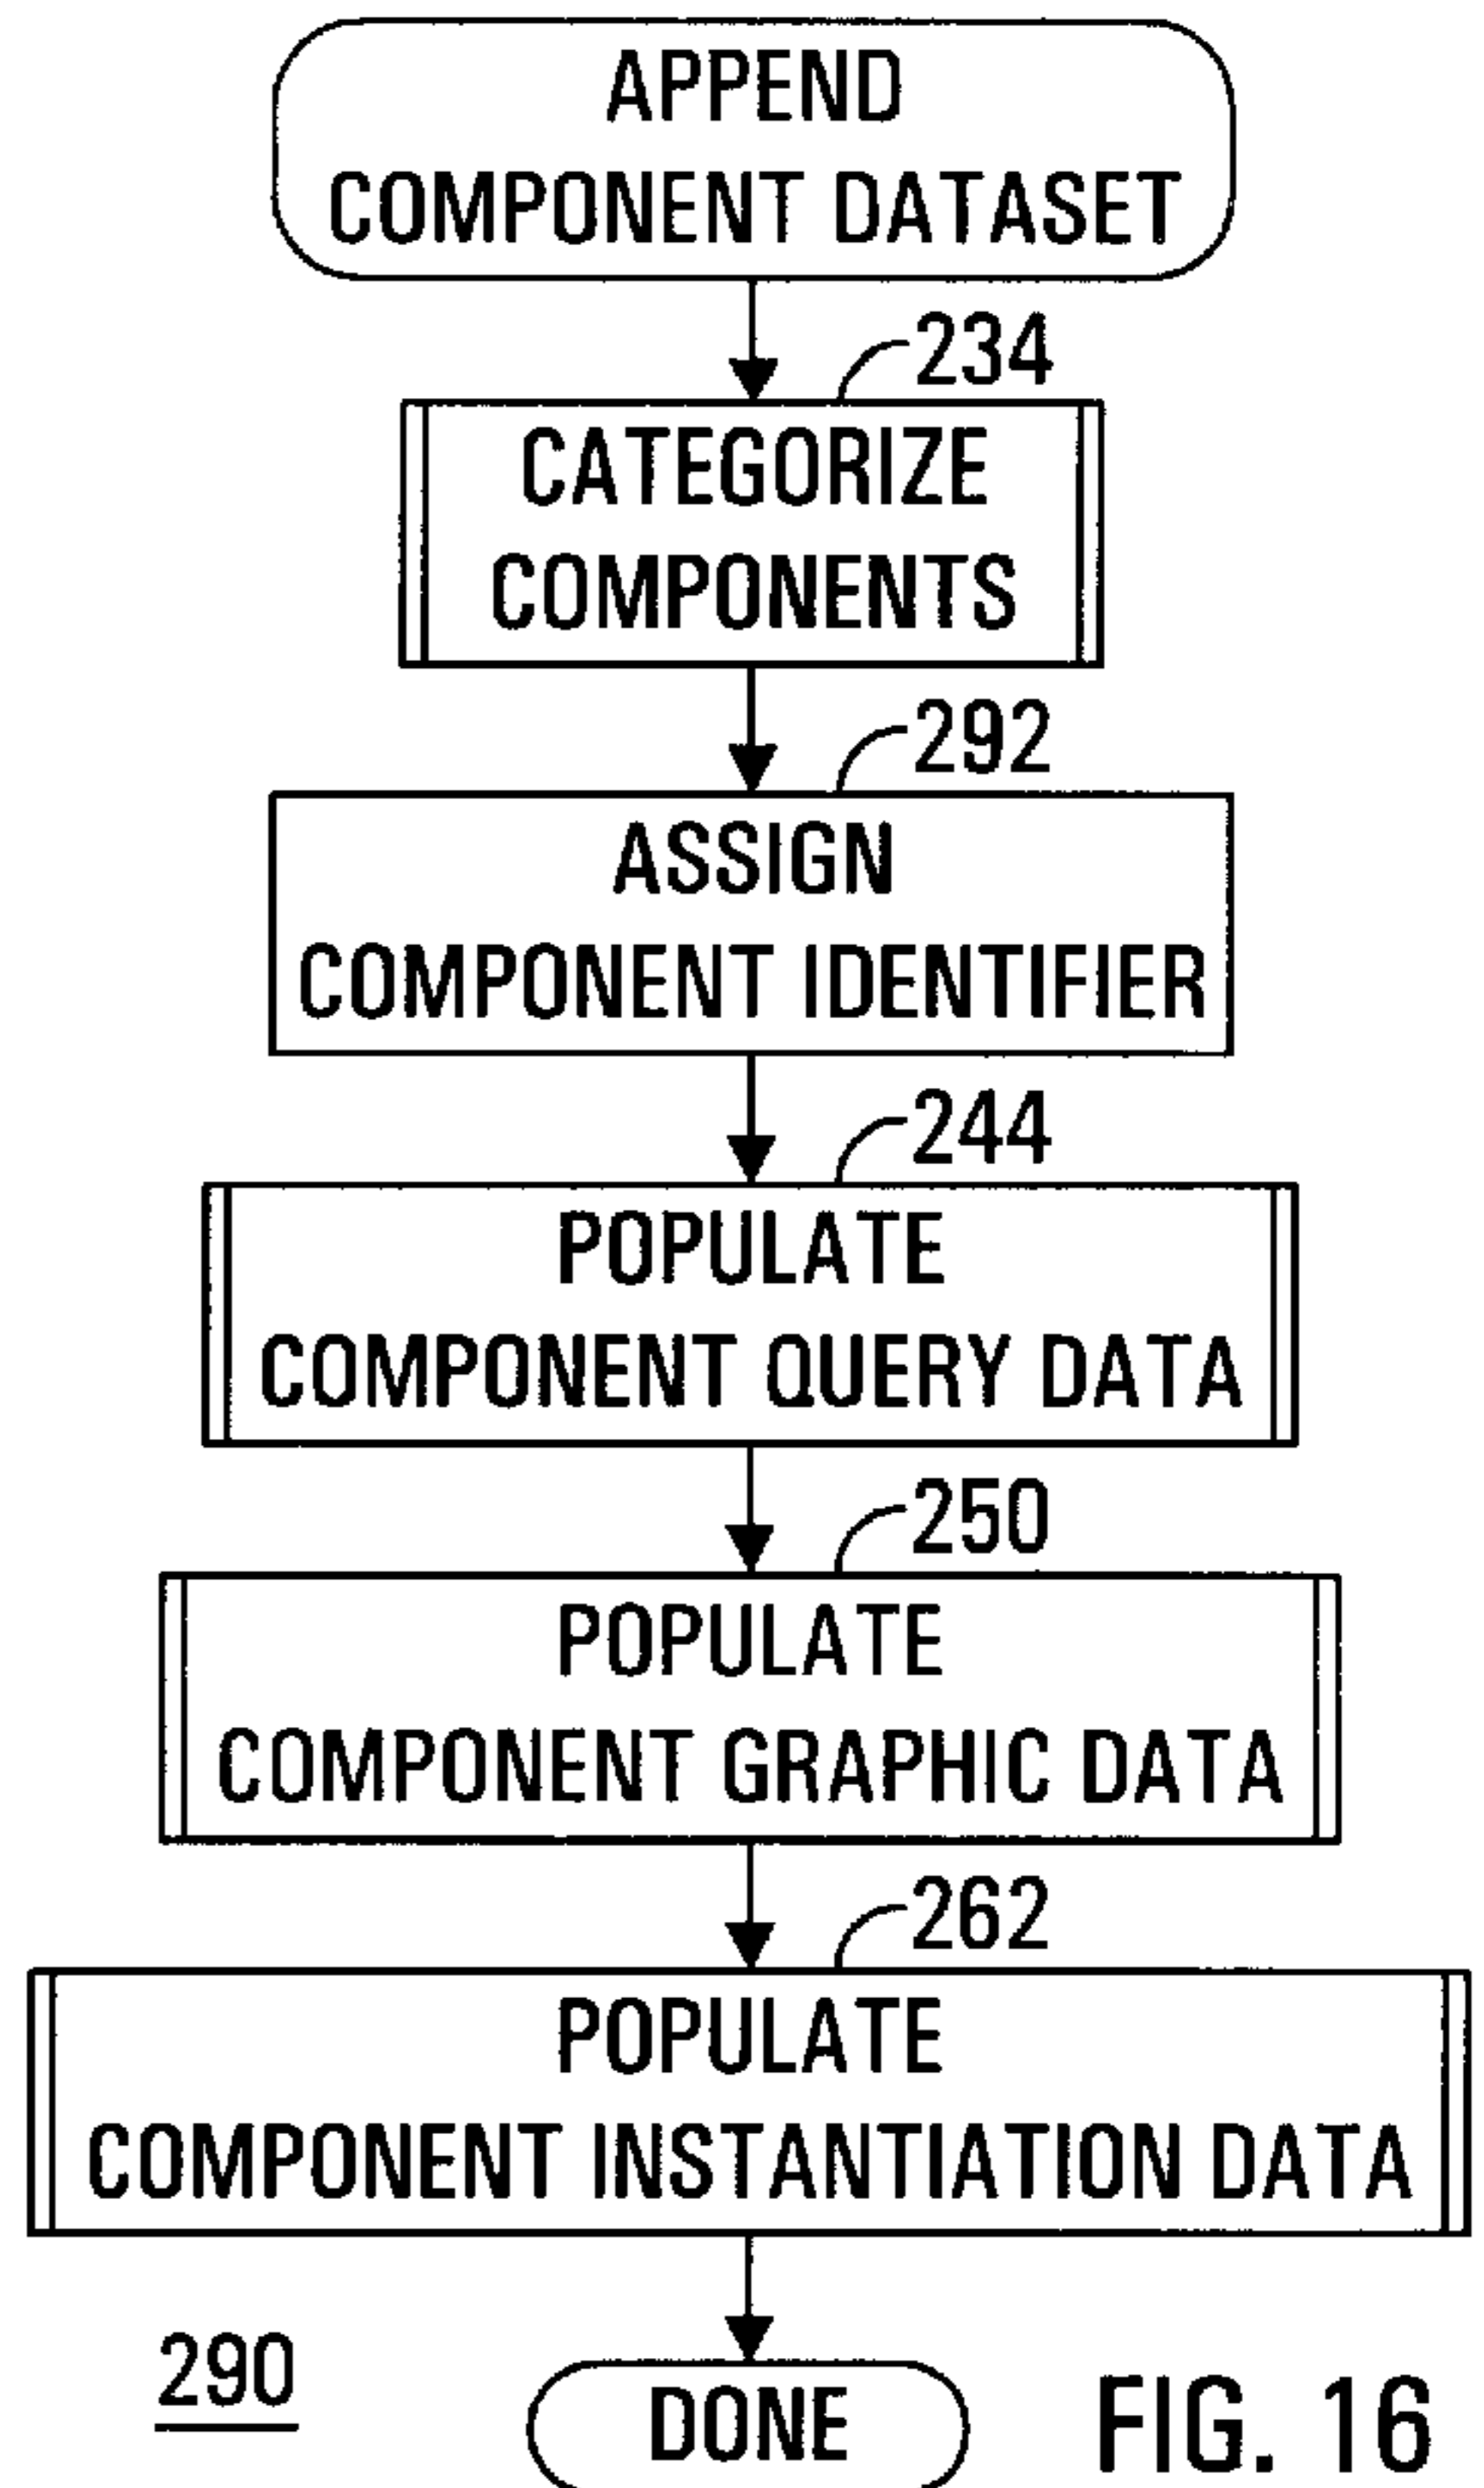 APPEND
COMPONENT DATASET
234
CATEGORIZE
COMPONENTS
292
ASSIGN
COMPONENT IDENTIFIER
244
POPULATE
COMPONENT QUERY DATA
250
POPULATE
COMPONENT GRAPHIC DATA
262
POPULATE
COMPONENT INSTANTIATION DATA
290
DONE
FIG. 16